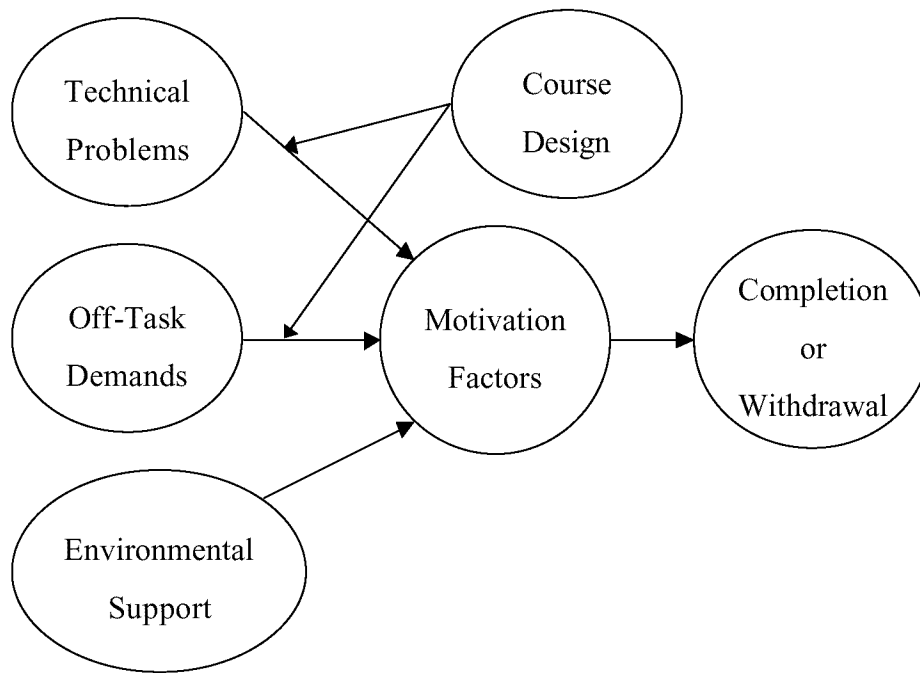 Technical
Problems
Course
Design
Off-Task
Demands
Motivation
Factors
Completion
or
Withdrawal
Environmental
Support